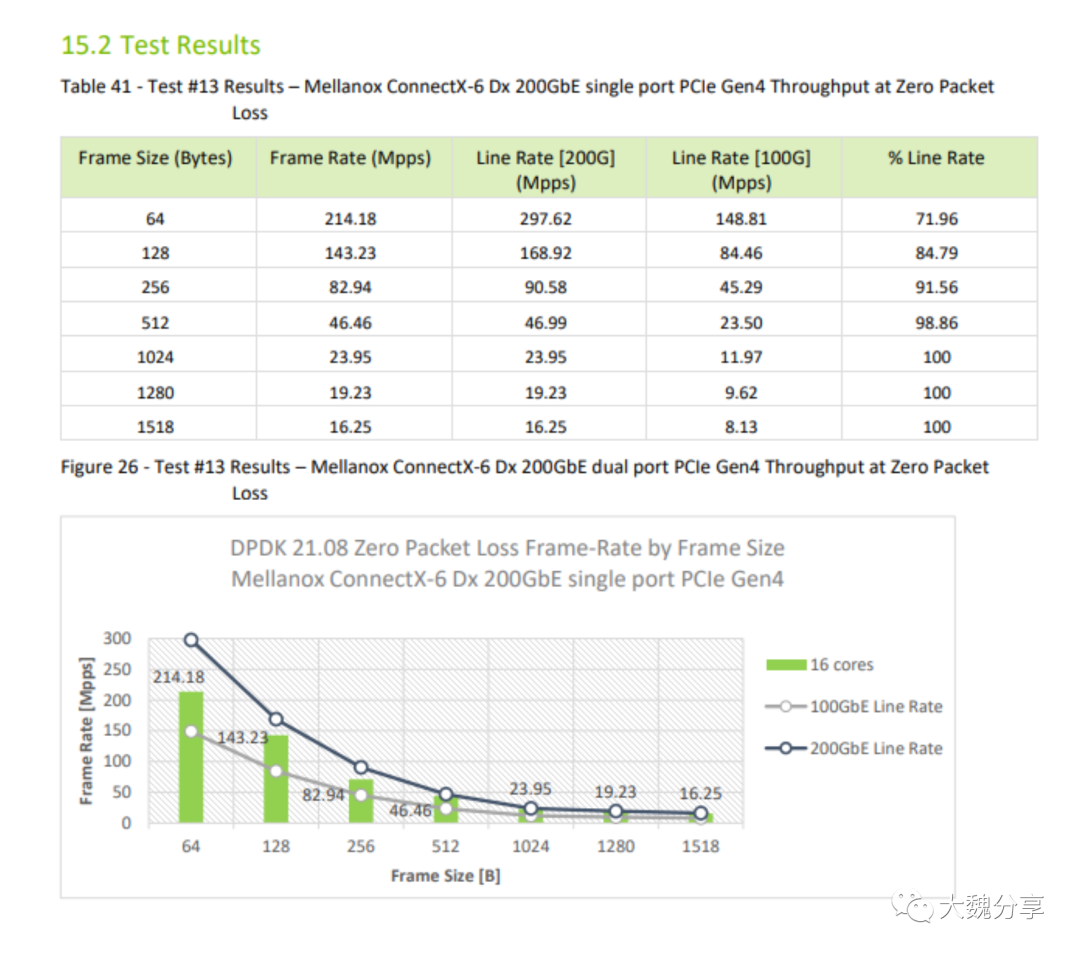 15.2 Test Results
Table 41 - Test #13 Results – Mellanox ConnectX-6 Dx 200GbE single port PCIe Gen4 Throughput at Zero Packet
Loss
Frame Size (Bytes) Frame Rate (Mpps) Line Rate [200G] (Mpps) Line Rate [100G] (Mpps) % Line Rate
64 214.18 297.62 148.81 71.96
128 143.23 168.92 84.46 84.79
256 82.94 90.58 45.29 91.56
512 46.46 46.99 23.50 98.86
1024 23.95 23.95 11.97 100
1280 19.23 19.23 9.62 100
1518 16.25 16.25 8.13 100
Figure 26 - Test #13 Results – Mellanox ConnectX-6 Dx 200GbE dual port PCIe Gen4 Throughput at Zero Packet
Loss
DPDK 21.08 Zero Packet Loss Frame-Rate by Frame Size
Mellanox ConnectX-6 Dx 200GbE single port PCIe Gen4
Frame Rate [Mpps]
300
250
200
150
100
50
0
214.18
143.23
82.94
46.46
23.95
19.23
16.25
64 128 256 512 1024 1280 1518
Frame Size [B]
16 cores
100GbE Line Rate
200GbE Line Rate
大魏分享